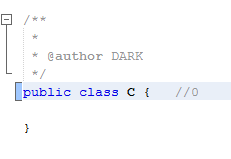 /**
 *
 * @author DARK
 */
public class C {   //0
}